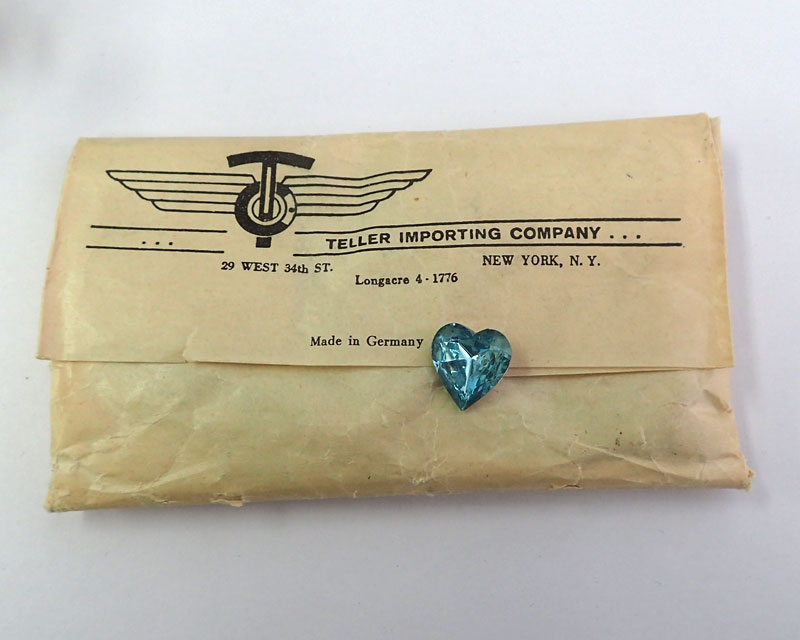 ... TELLER IMPORTING COMPANY ...
29 WEST 34th ST. NEW YORK, N. Y.
Longacre 4-1776
Made in Germany